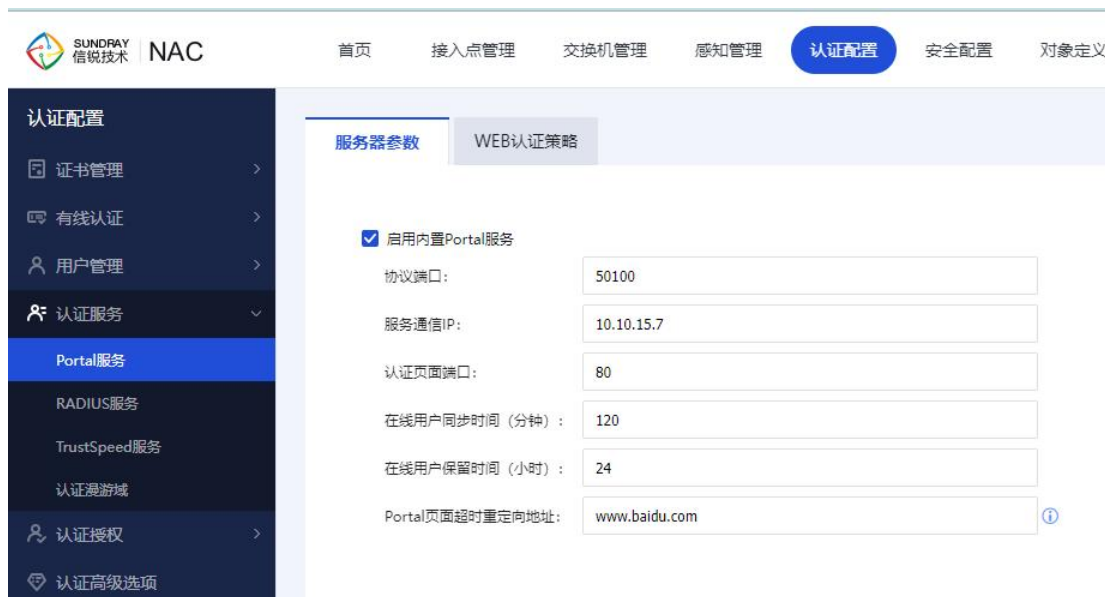 SUNDRAY
信锐技术
NAC
首页 接入点管理 交换机管理 感知管理 认证配置 安全配置 对象定义
认证配置
证书管理
有线认证
用户管理
认证服务
Portal服务
RADIUS服务
TrustSpeed服务
认证漫游域
认证授权
认证高级选项
服务器参数 WEB认证策略
启用内置Portal服务
协议端口: 50100
服务通信IP: 10.10.15.7
认证页面端口: 80
在线用户同步时间（分钟）: 120
在线用户保留时间（小时）: 24
Portal页面超时重定向地址: www.baidu.com